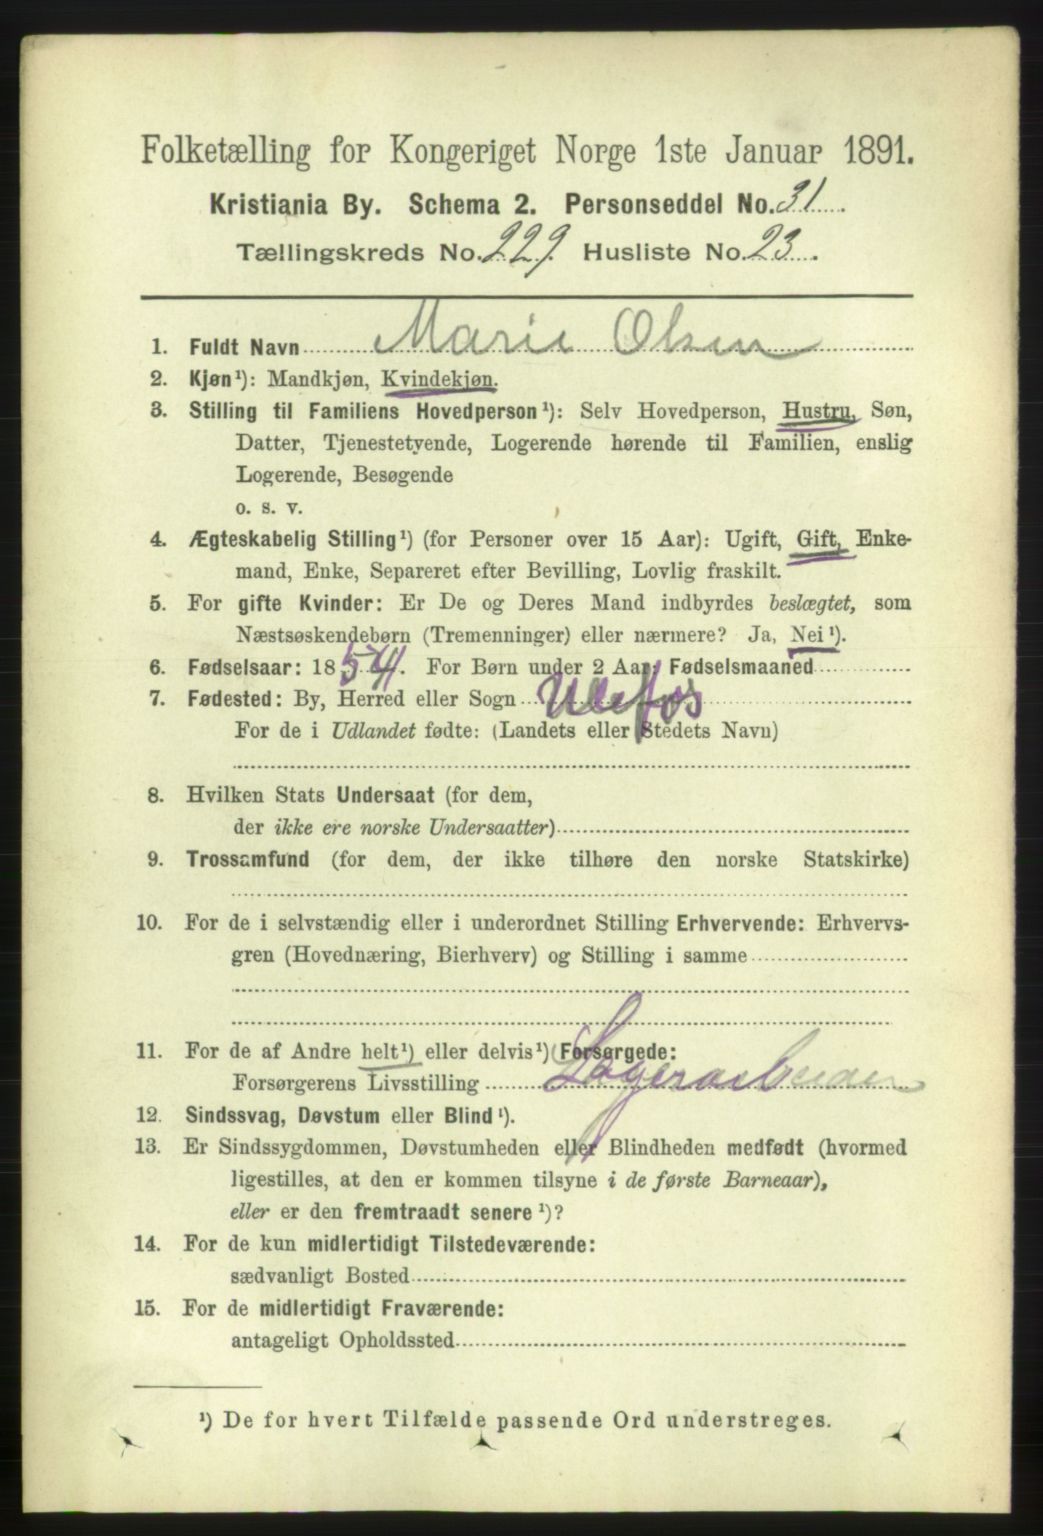 Folketælling for Kongeriget Norge 1ste Januar 1891.
Kristiania By. Schema 2. Personseddel No. 31.
Tællingskreds No. 229. Husliste No. 23.
1. Fuldt Navn Marie Olsen
2. Kjøn¹): Mandkjøn, Kvindekjøn.
3. Stilling til Familiens Hovedperson¹): Selv Hovedperson, Hustru, Søn,
Datter, Tjenestetyende, Logerende hørende til Familien, enslig
Logerende, Besøgende
o. s. v.
4. Ægteskabelig Stilling¹) (for Personer over 15 Aar): Ugift, Gift, Enke-
mand, Enke, Separeret efter Bevilling, Lovlig fraskilt.
5. For gifte Kvinder: Er De og Deres Mand indbyrdes beslægtet, som
Næstsøskendebørn (Tremenninger) eller nærmere? Ja, Nei¹).
6. Fødselsaar: 1854. For Børn under 2 Aar: Fødselsmaaned
7. Fødested: By, Herred eller Sogn Ulefos
For de i Udlandet fødte: (Landets eller Stedets Navn)
8. Hvilken Stats Undersaat (for dem,
der ikke ere norske Undersaatter)
9. Trossamfund (for dem, der ikke tilhøre den norske Statskirke)
10. For de i selvstændig eller i underordnet Stilling Erhvervende: Erhvervs-
gren (Hovednæring, Bierhverv) og Stilling i samme
11. For de af Andre helt¹) eller delvis¹) Forsørgede:
Forsørgerens Livsstilling Lagerarbeider
12. Sindssvag, Døvstum eller Blind¹).
13. Er Sindssygdommen, Døvstumheden eller Blindheden medfødt (hvormed
ligestilles, at den er kommen tilsyne i de første Barneaar),
eller er den fremtraadt senere¹)?
14. For de kun midlertidigt Tilstedeværende:
sædvanligt Bosted
15. For de midlertidigt Fraværende:
antageligt Opholdssted
¹) De for hvert Tilfælde passende Ord understreges.